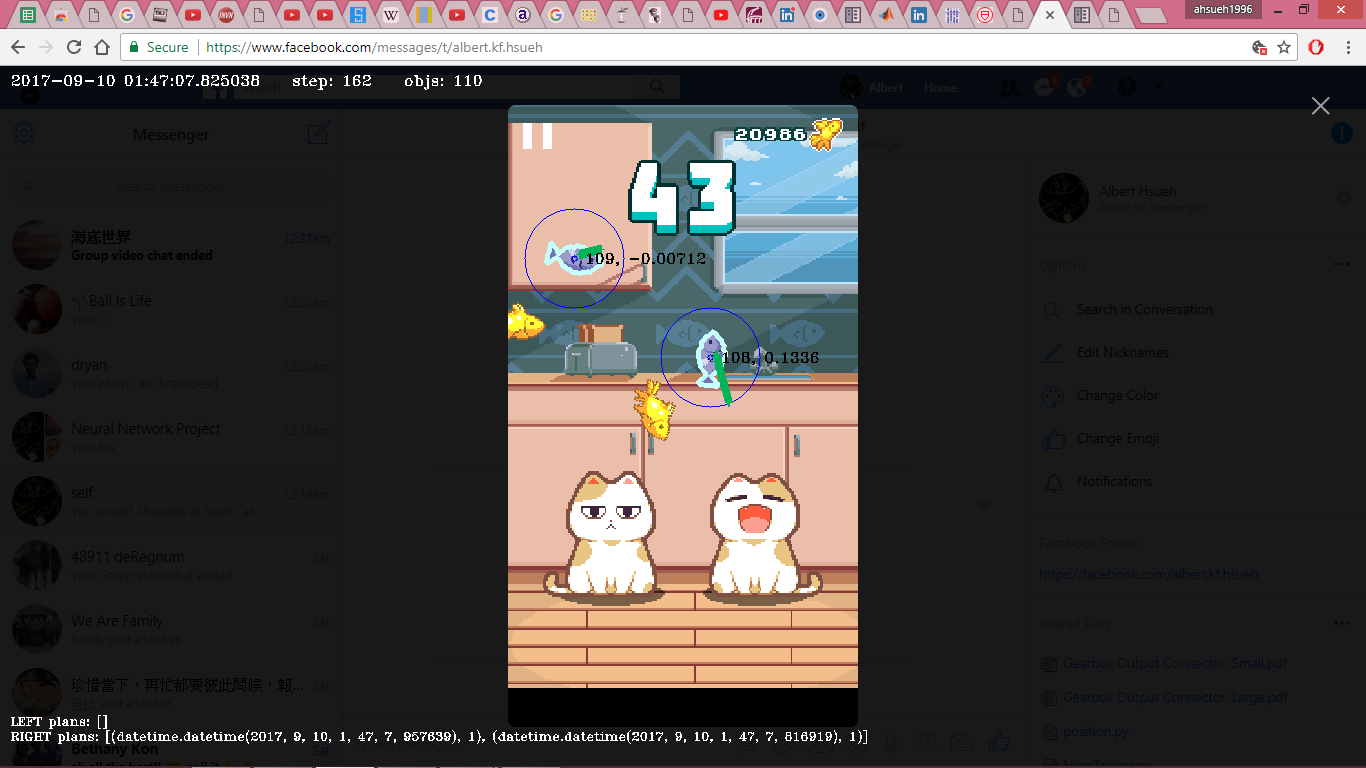 ahsueh1996
Secure https://www.facebook.com/messages/t/albert.kf.hsueh
2017-09-10 01:47:07.825038 step: 162 objs: 110
Albert Home
Messenger
Search Messenger
海底世界 12:37am
Group video chat ended
Ball Is Life 12:28am
dryan 12:28am
You: when I am brain dead
Neural Network Project 12:18am
You: thx
self 12:16am
You scored 18 points in Nom Cat.
48911 deRegnum Sat
You: Group video chat ended
We Are Family Sat
Sandy sent a sticker.
珍惜當下，再忙都要彼此問候，報... Sat
sent a sticker.
Bethany Kon Sat
20986
43
109, -0.00712
108, 0.1336
Albert Hsueh
Active on Messenger
Options
Search in Conversation
Edit Nicknames
Change Color
Change Emoji
Notifications
Facebook Profile
https://facebook.com/albert.kf.hsueh
Shared Files
Gearbox Output Connector, Small.pdf
Gearbox Output Connector, Large.pdf
position.py
NomTrainer.py
LEFT plans: []
RIGHT plans: [(datetime.datetime(2017, 9, 10, 1, 47, 7, 957639), 1), (datetime.datetime(2017, 9, 10, 1, 47, 7, 816919), 1)]